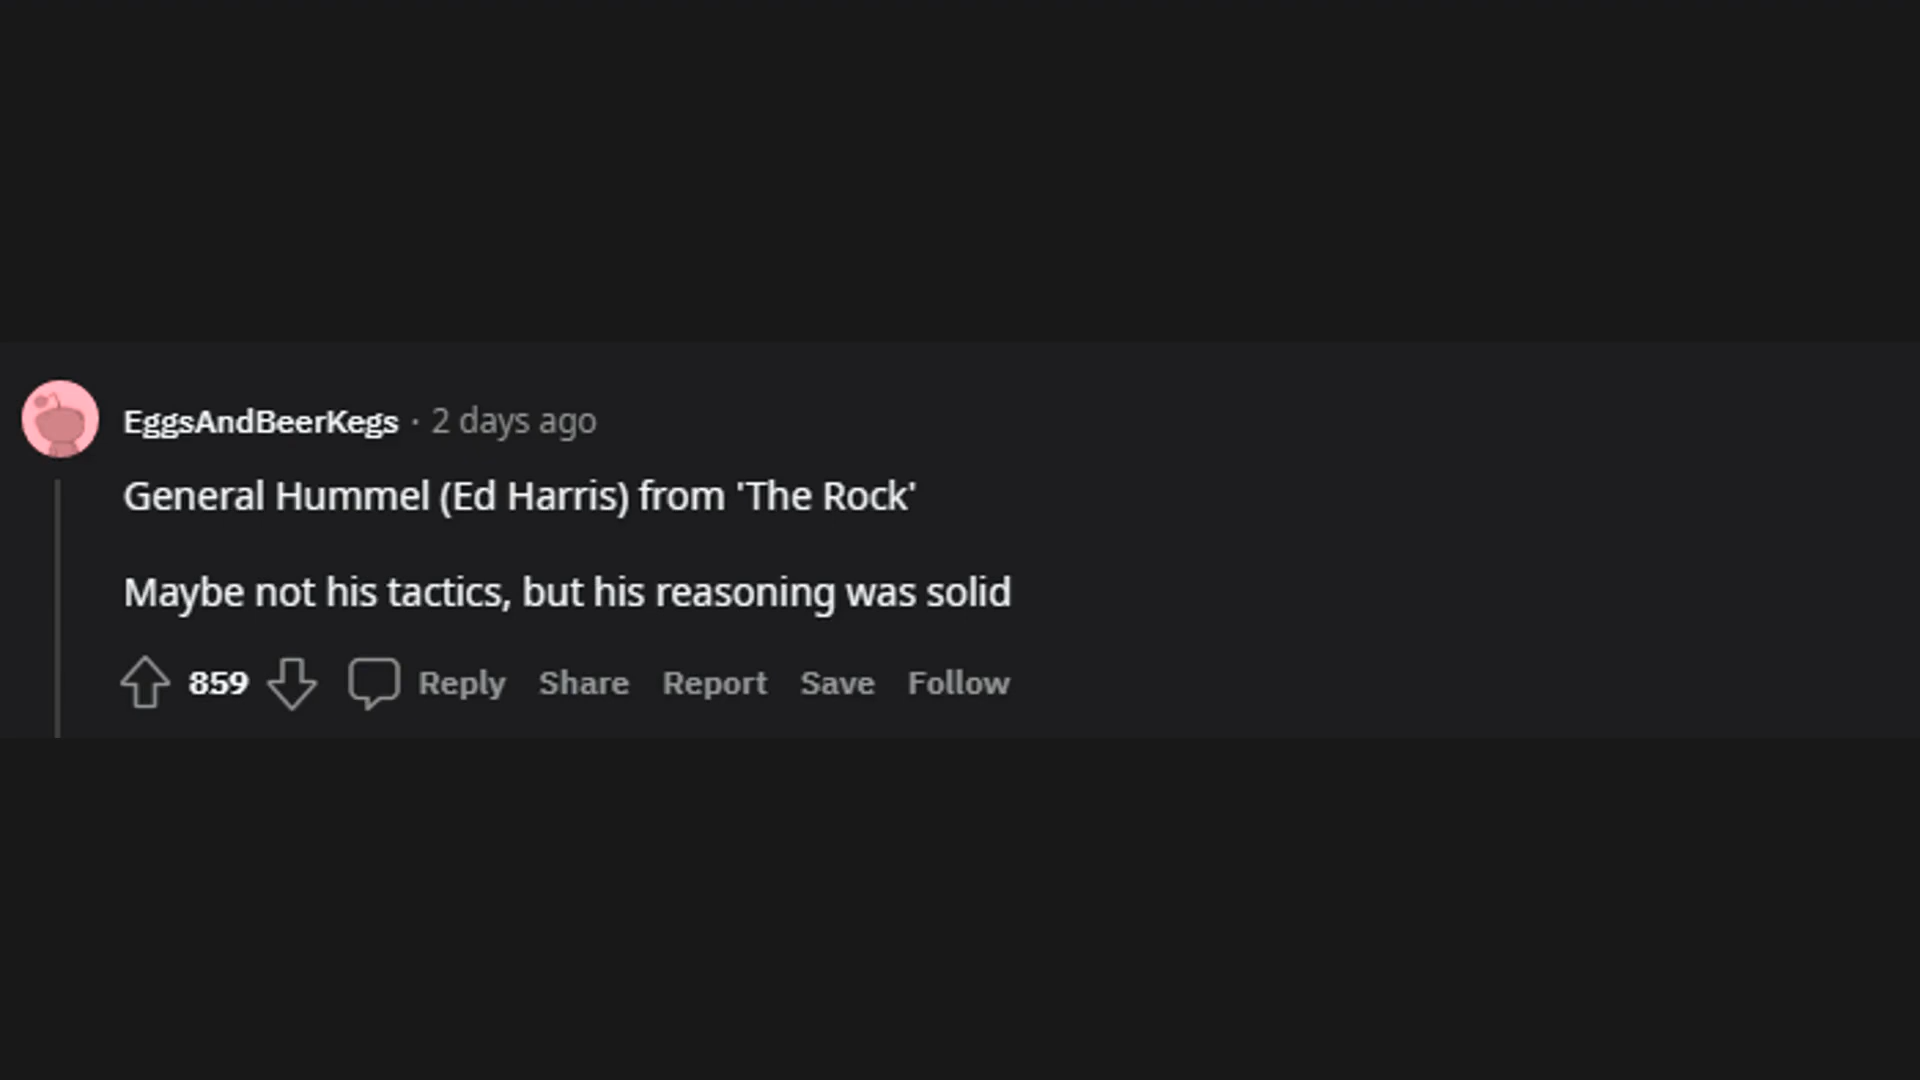 EggsAndBeerKegs · 2 days ago
General Hummel (Ed Harris) from 'The Rock'
Maybe not his tactics, but his reasoning was solid
859 Reply Share Report Save Follow